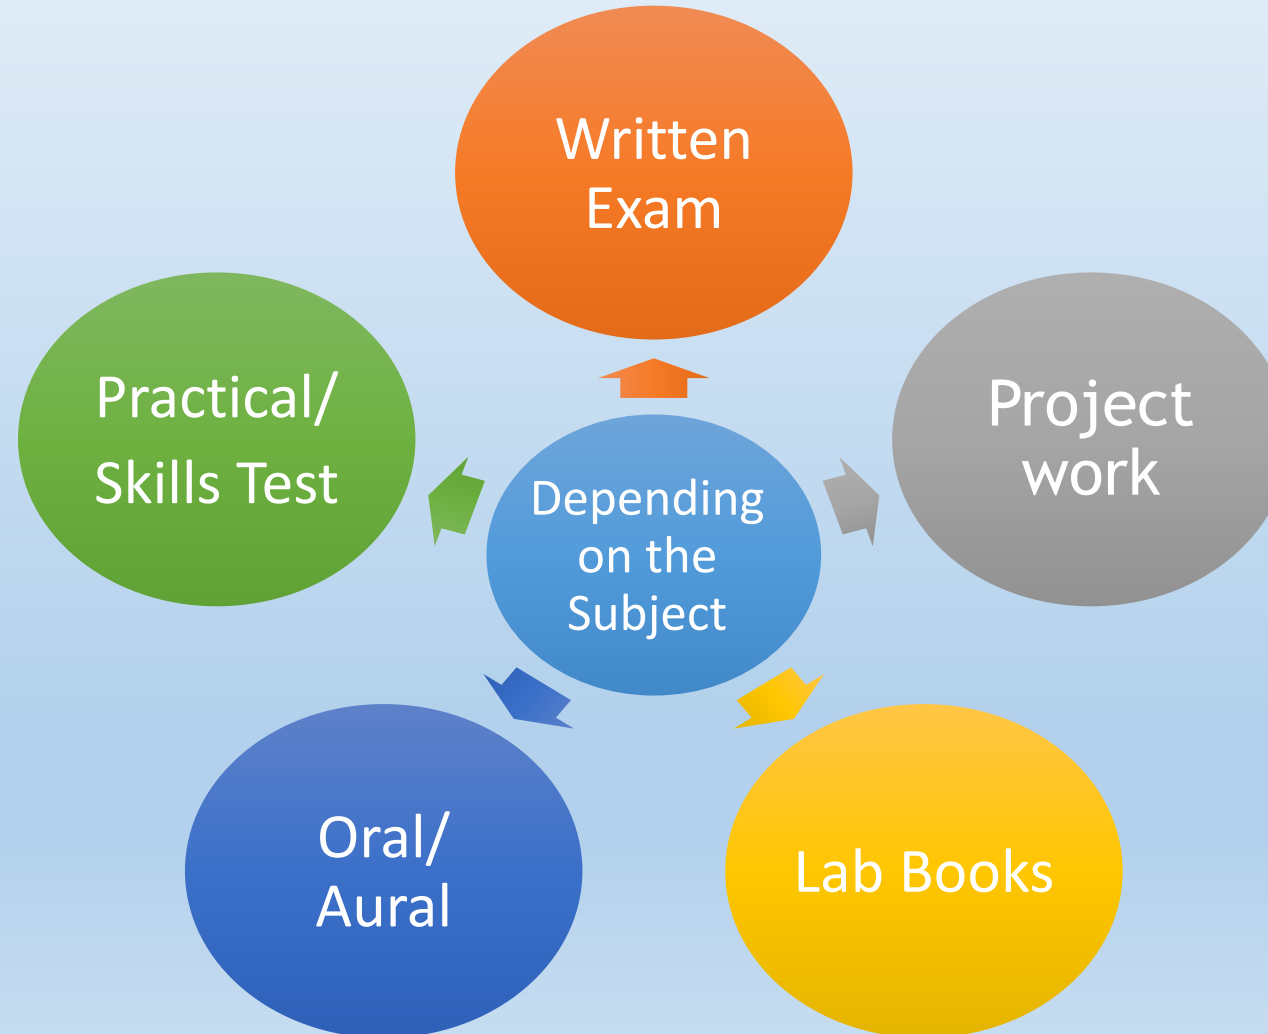 Written
Exam
Practical/
Skills Test
Project
work
Depending
on the
Subject
Oral/
Aural
Lab Books